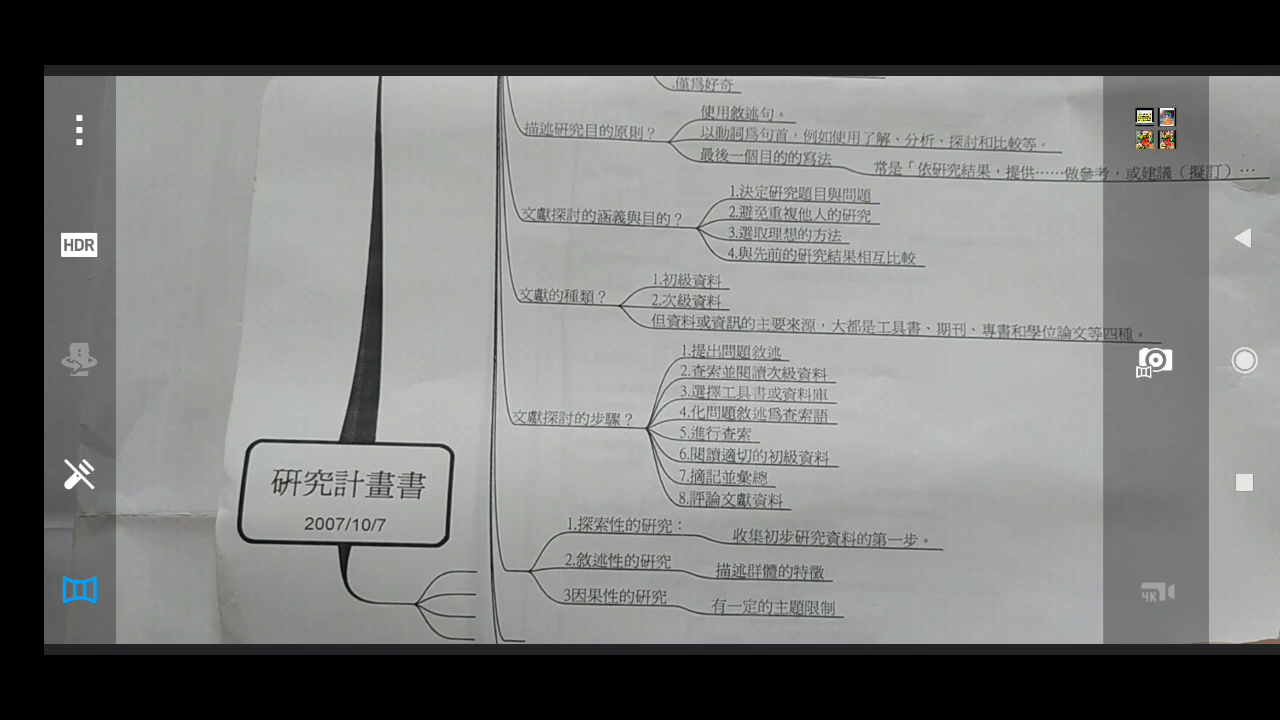 .僅為好奇
描述研究目的原則？
使用敘述句。
以動詞為句首，例如使用了解、分析、探討和比較等。
最後一個目的的寫法
常是「依研究結果，提供……做參考，或建議（擬訂）…
文獻探討的涵義與目的？
1.決定研究題目與問題
2.避免重複他人的研究
3.選取理想的方法
4.與先前的研究結果相互比較
文獻的種類？
1.初級資料
2.次級資料
但資料或資訊的主要來源，大都是工具書、期刊、專書和學位論文等四種。
文獻探討的步驟？
1.提出問題敘述
2.查索並閱讀次級資料
3.選擇工具書或資料庫
4.化問題敘述為查索語
5.進行查索
6.閱讀適切的初級資料
7.摘記並彙總
8.評論文獻資料
研究計畫書
2007/10/7
1.探索性的研究：
收集初步研究資料的第一步。
2.敘述性的研究
描述群體的特徵
3因果性的研究
有一定的主題限制
HDR
4K